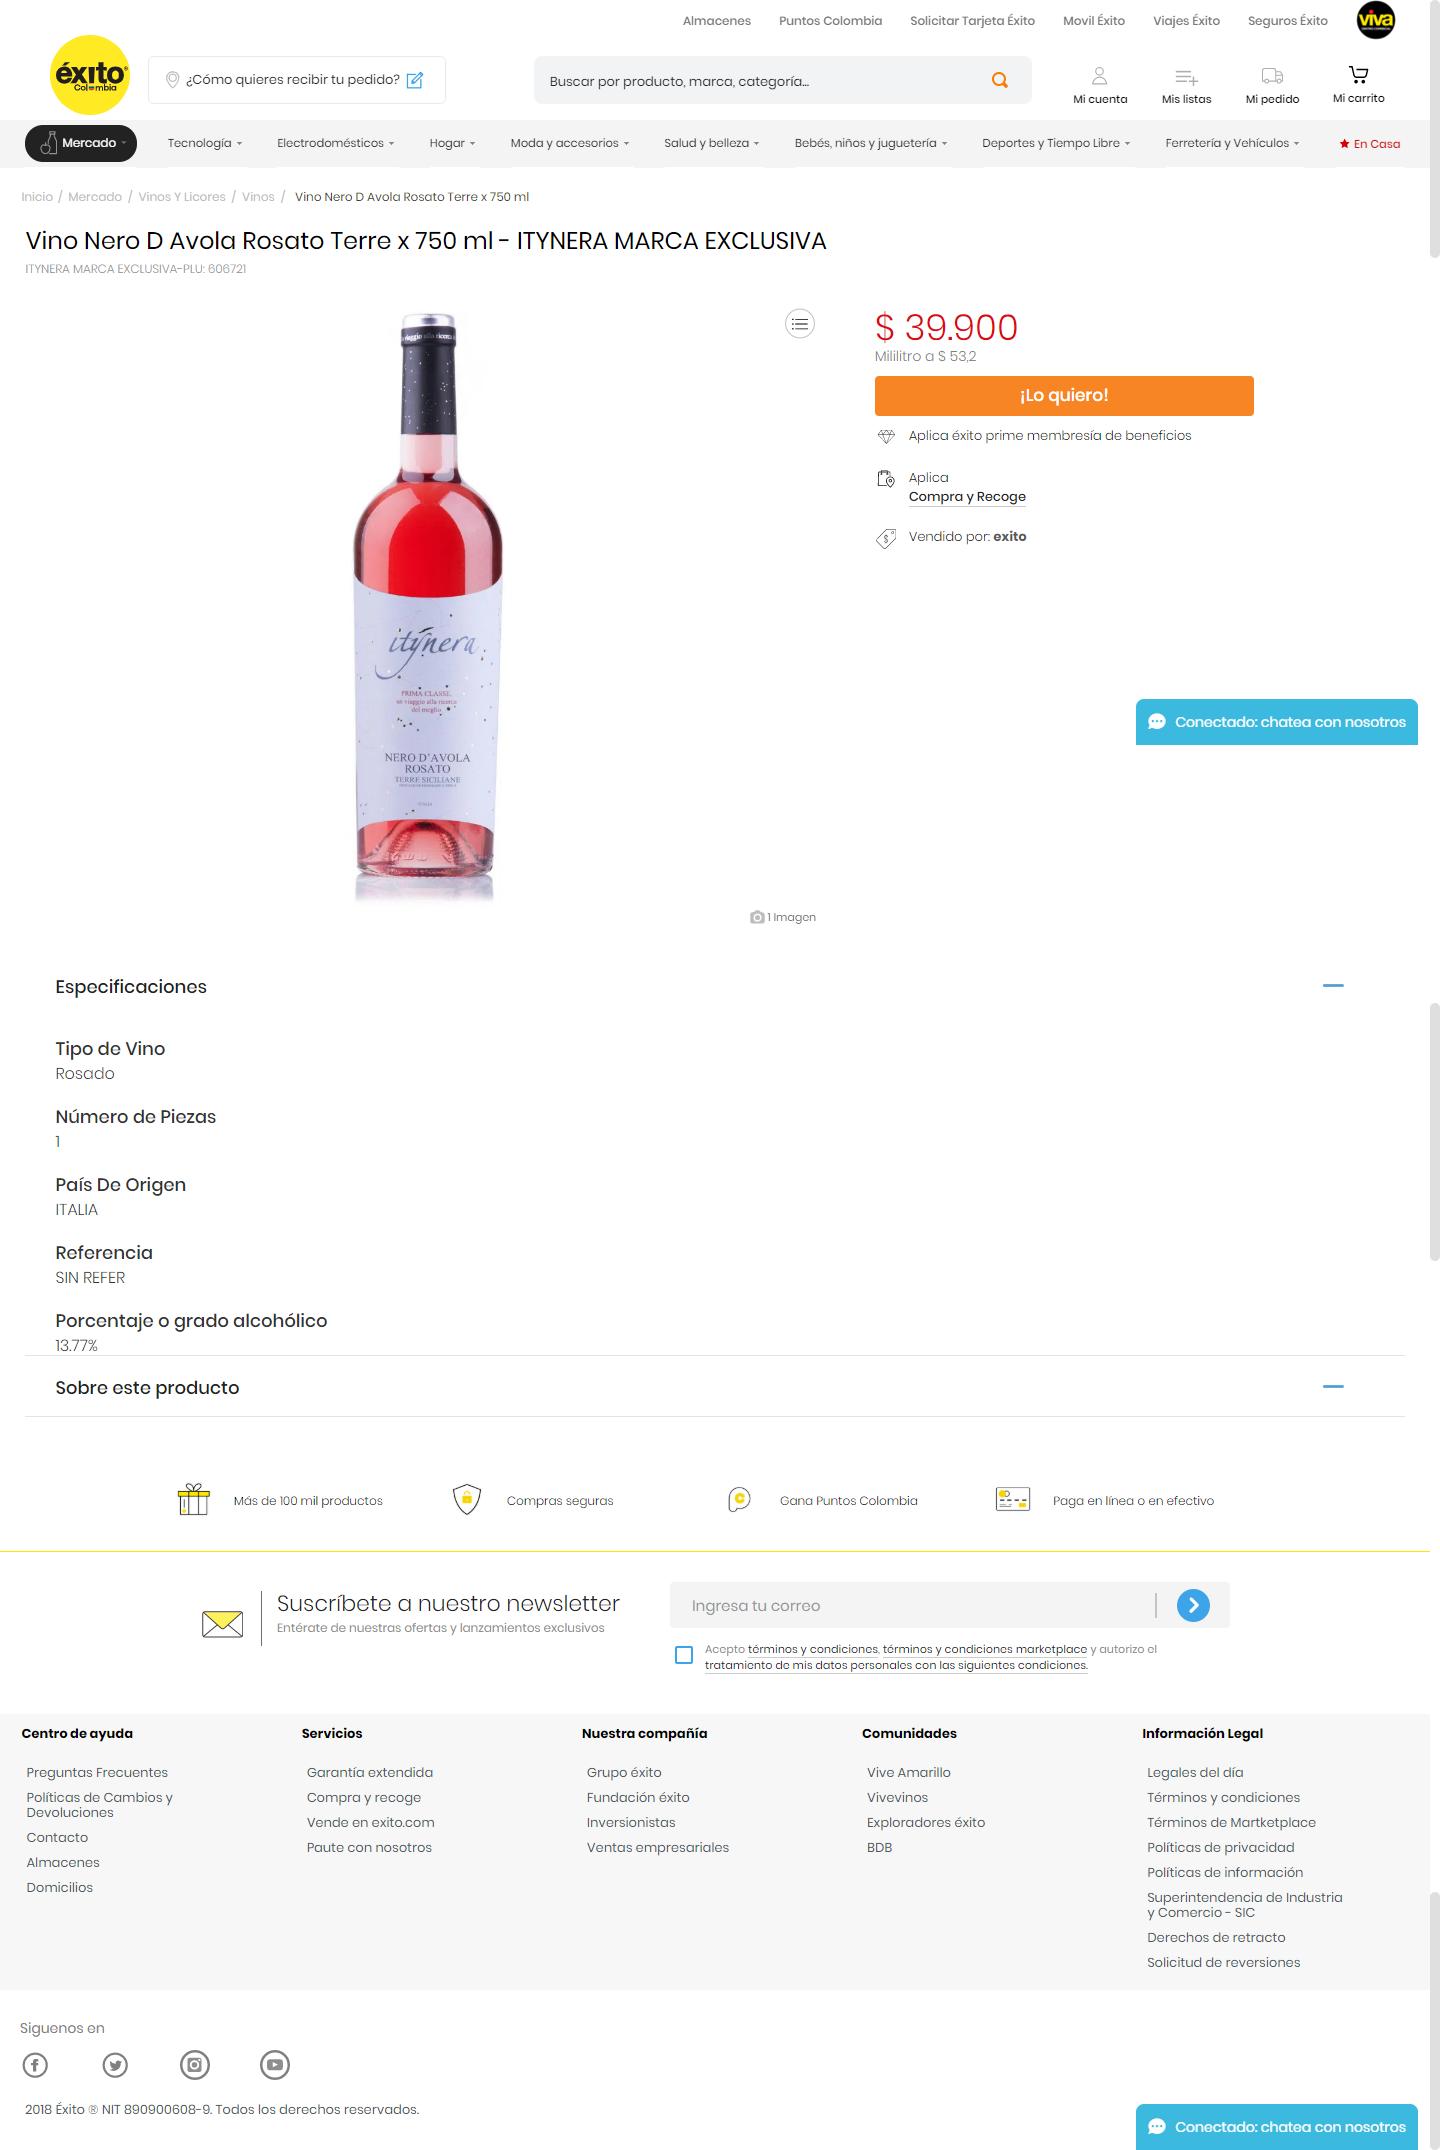 Almacenes Puntos Colombia Solicitar Tarjeta Éxito Movil Éxito Viajes Éxito Seguros Éxito viva
éxito
Colombia
¿Cómo quieres recibir tu pedido?
Buscar por producto, marca, categoría...
Mi cuenta Mis listas Mi pedido Mi carrito
Mercado Tecnología Electrodomésticos Hogar Moda y accesorios Salud y belleza Bebés, niños y juguetería Deportes y Tiempo Libre Ferretería y Vehículos En Casa
Inicio / Mercado / Vinos Y Licores / Vinos / Vino Nero D Avola Rosato Terre x 750 ml
Vino Nero D Avola Rosato Terre x 750 ml - ITYNERA MARCA EXCLUSIVA
ITYNERA MARCA EXCLUSIVA-PLU: 606721
itynera
PRIMA CLASSE,
un viaggio alla ricerca
del meglio
NERO D'AVOLA
ROSATO
TERRE SICILIANE
1 Imagen
$ 39.900
Mililitro a $ 53,2
¡Lo quiero!
Aplica éxito prime membresía de beneficios
Aplica
Compra y Recoge
Vendido por: exito
Conectado: chatea con nosotros
Especificaciones
Tipo de Vino
Rosado
Número de Piezas
1
País De Origen
ITALIA
Referencia
SIN REFER
Porcentaje o grado alcohólico
13.77%
Sobre este producto
Más de 100 mil productos Compras seguras Gana Puntos Colombia Paga en línea o en efectivo
Suscríbete a nuestro newsletter
Entérate de nuestras ofertas y lanzamientos exclusivos
Ingresa tu correo
Acepto términos y condiciones, términos y condiciones marketplace y autorizo el
tratamiento de mis datos personales con las siguientes condiciones.
Centro de ayuda
Preguntas Frecuentes
Políticas de Cambios y
Devoluciones
Contacto
Almacenes
Domicilios
Servicios
Garantía extendida
Compra y recoge
Vende en exito.com
Paute con nosotros
Nuestra compañía
Grupo éxito
Fundación éxito
Inversionistas
Ventas empresariales
Comunidades
Vive Amarillo
Vivevinos
Exploradores éxito
BDB
Información Legal
Legales del día
Términos y condiciones
Términos de Martketplace
Políticas de privacidad
Políticas de información
Superintendencia de Industria
y Comercio - SIC
Derechos de retracto
Solicitud de reversiones
Siguenos en
2018 Éxito ® NIT 890900608-9. Todos los derechos reservados.
Conectado: chatea con nosotros